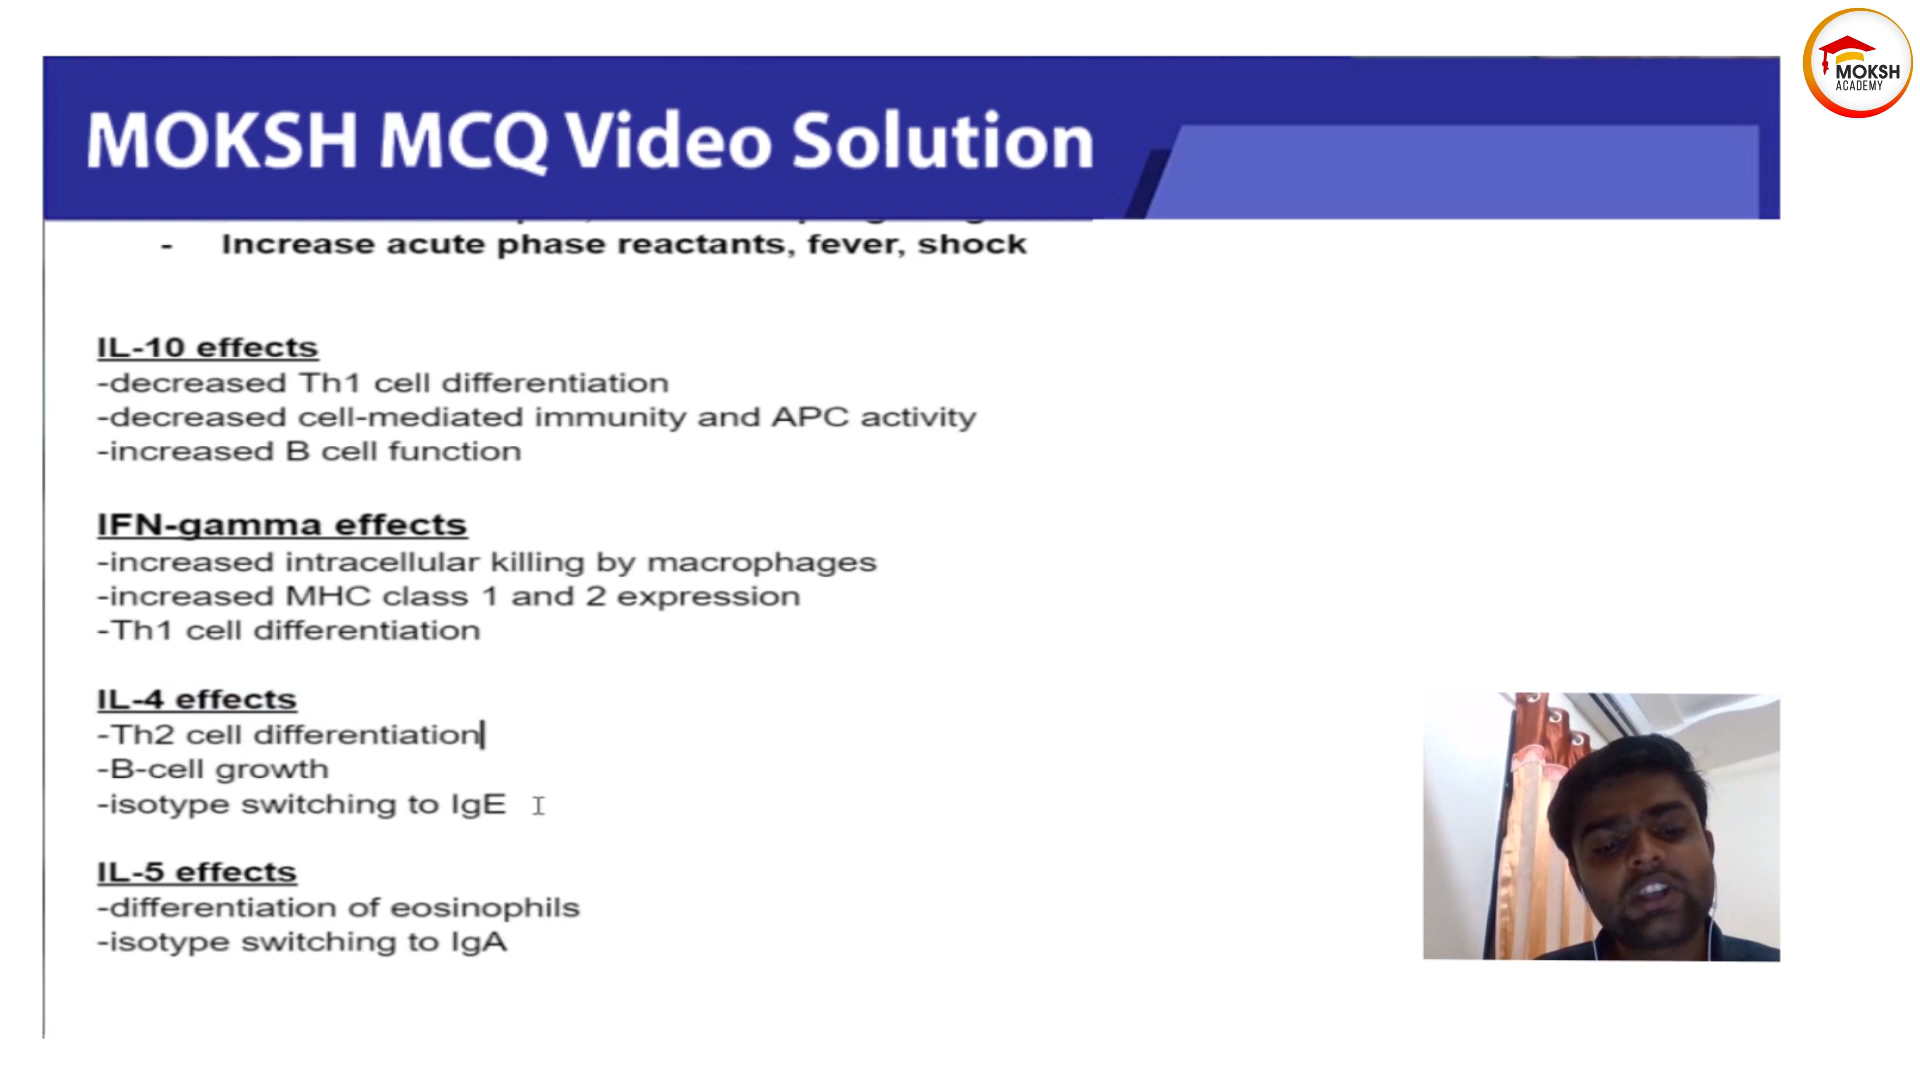 MOKSH
ACADEMY
MOKSH MCQ Video Solution
- Increase acute phase reactants, fever, shock
IL-10 effects
-decreased Th1 cell differentiation
-decreased cell-mediated immunity and APC activity
-increased B cell function
IFN-gamma effects
-increased intracellular killing by macrophages
-increased MHC class 1 and 2 expression
-Th1 cell differentiation
IL-4 effects
-Th2 cell differentiation
-B-cell growth
-isotype switching to IgE
IL-5 effects
-differentiation of eosinophils
-isotype switching to IgA